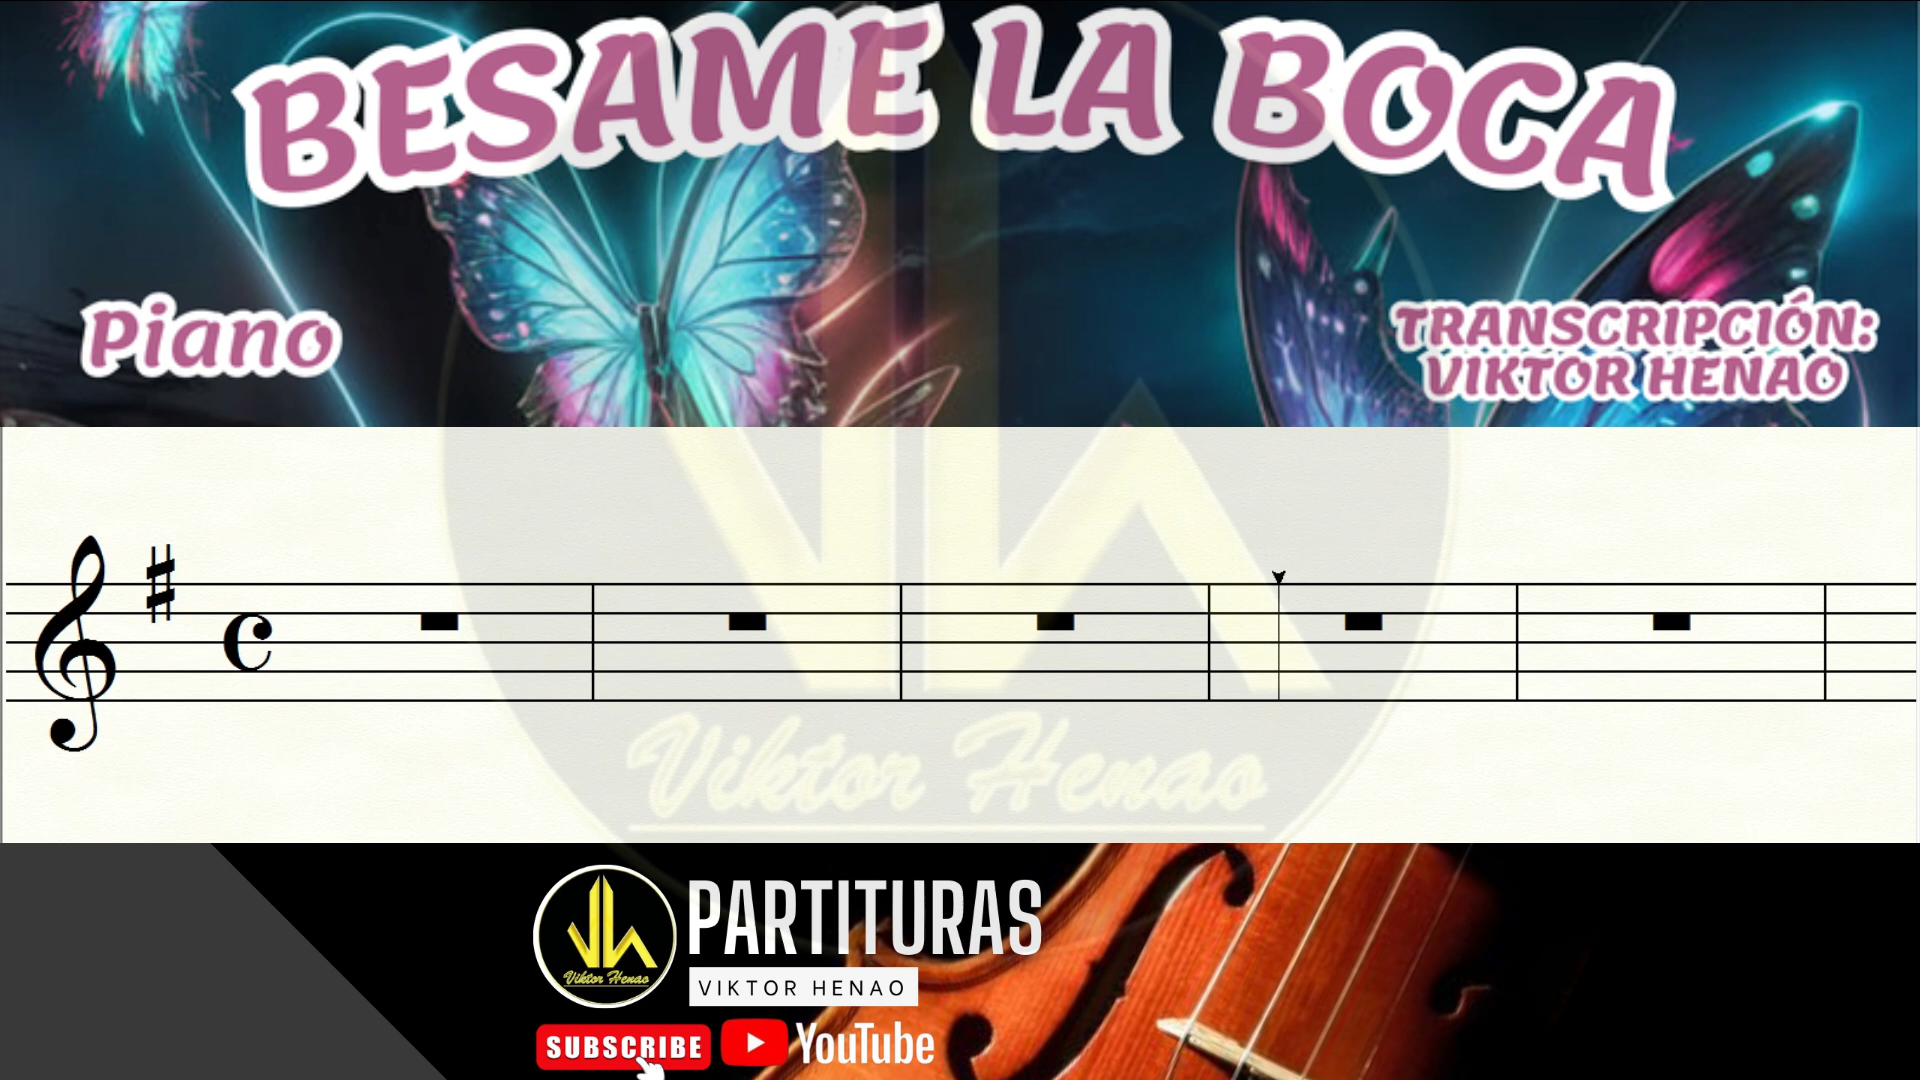 BESAME LA BOCA
Piano
TRANSCRIPCIÓN:
VIKTOR HENAO
Viktor Henao
PARTITURAS
Viktor Henao
VIKTOR HENAO
SUBSCRIBE
YouTube